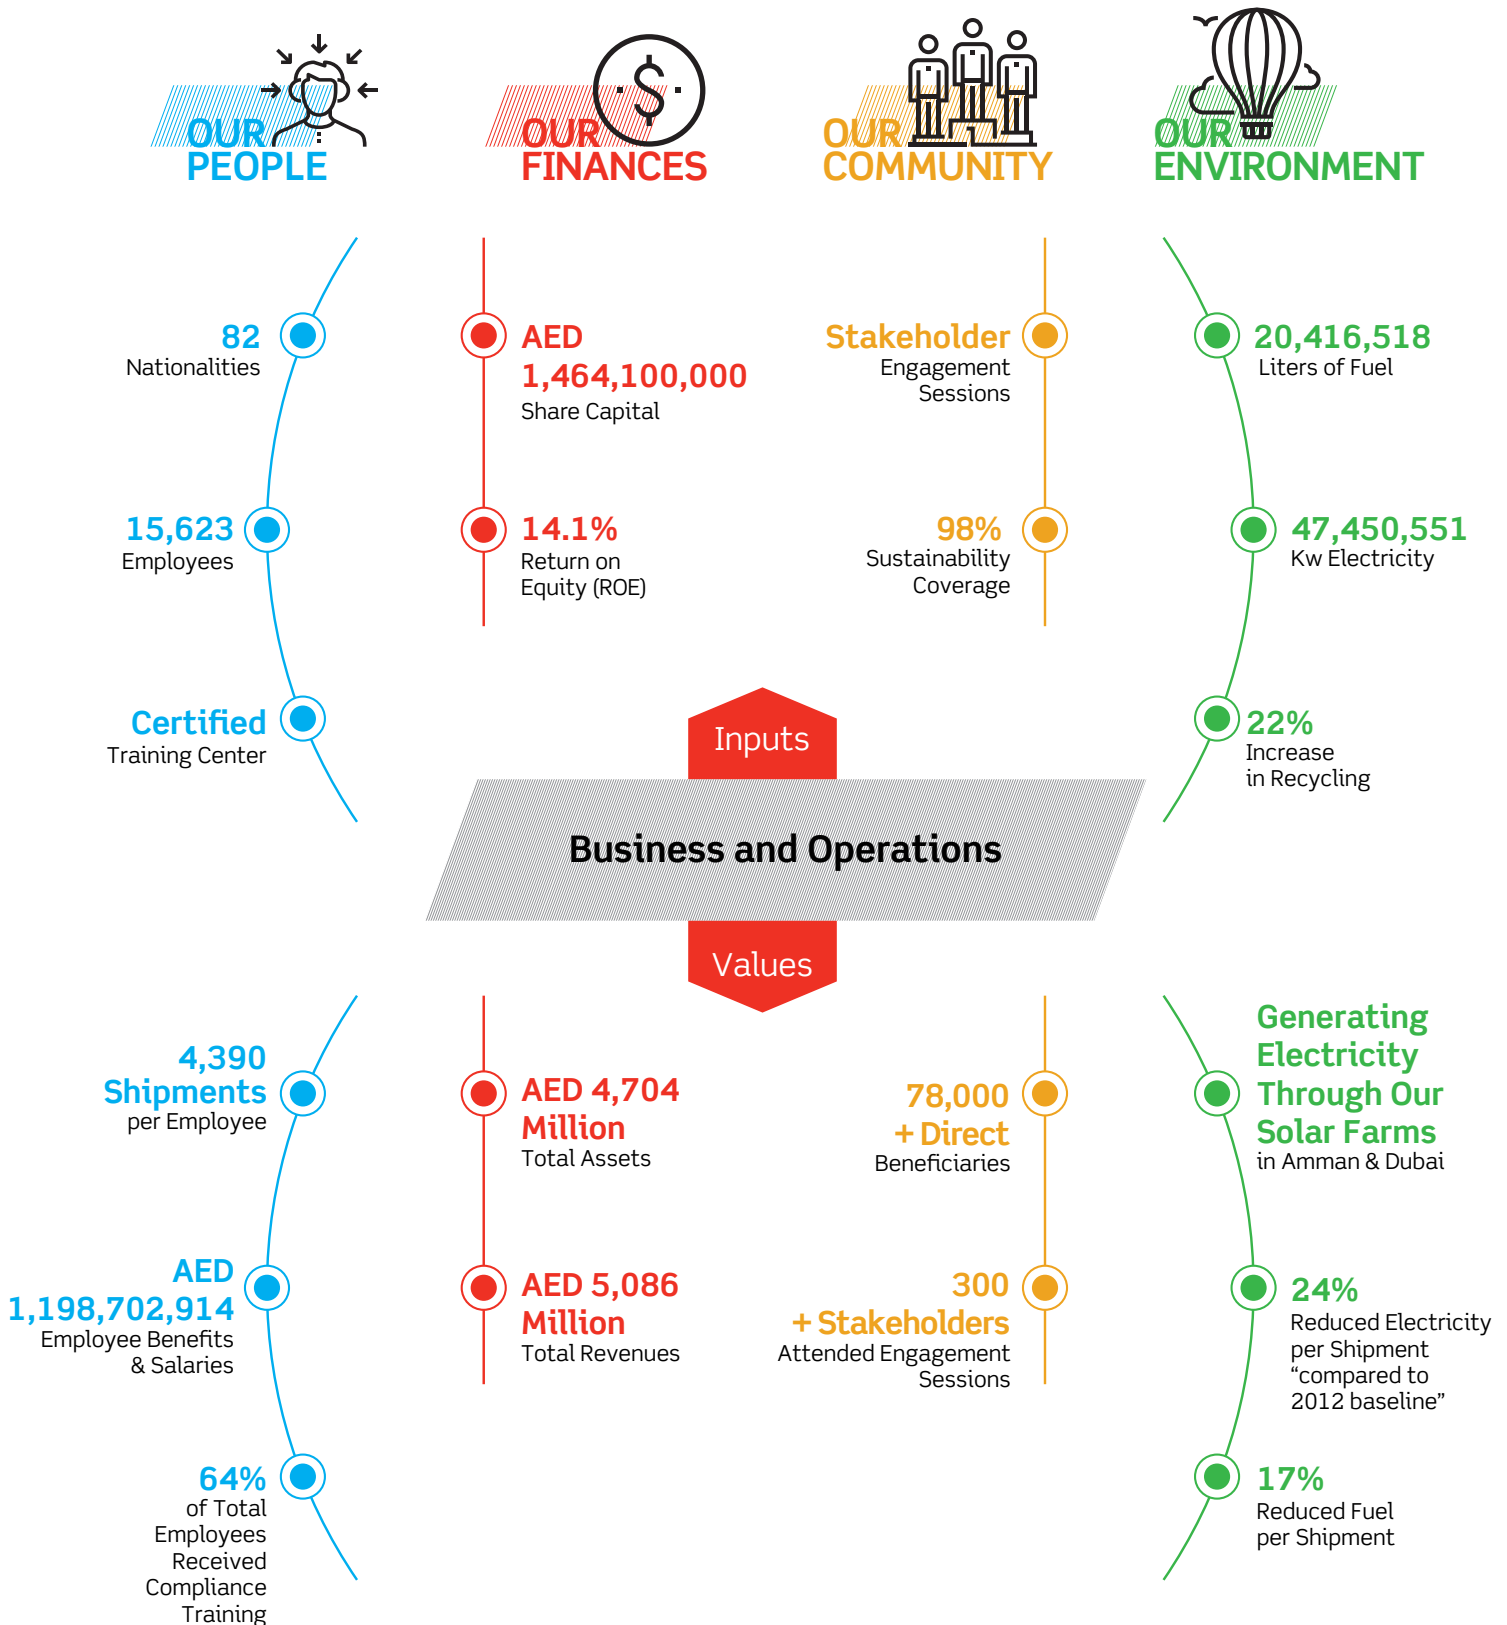 OUR
PEOPLE
OUR
FINANCES
OUR
COMMUNITY
OUR
ENVIRONMENT
82
Nationalities
15,623
Employees
Certified
Training Center
AED
1,464,100,000
Share Capital
14.1%
Return on
Equity (ROE)
Stakeholder
Engagement
Sessions
98%
Sustainability
Coverage
20,416,518
Liters of Fuel
47,450,551
Kw Electricity
22%
Increase
in Recycling
Inputs
Business and Operations
Values
4,390
Shipments
per Employee
AED
1,198,702,914
Employee Benefits
& Salaries
64%
of Total
Employees
Received
Compliance
Training
AED 4,704
Million
Total Assets
AED 5,086
Million
Total Revenues
78,000
+ Direct
Beneficiaries
300
+ Stakeholders
Attended Engagement
Sessions
Generating
Electricity
Through Our
Solar Farms
in Amman & Dubai
24%
Reduced Electricity
per Shipment
“compared to
2012 baseline”
17%
Reduced Fuel
per Shipment